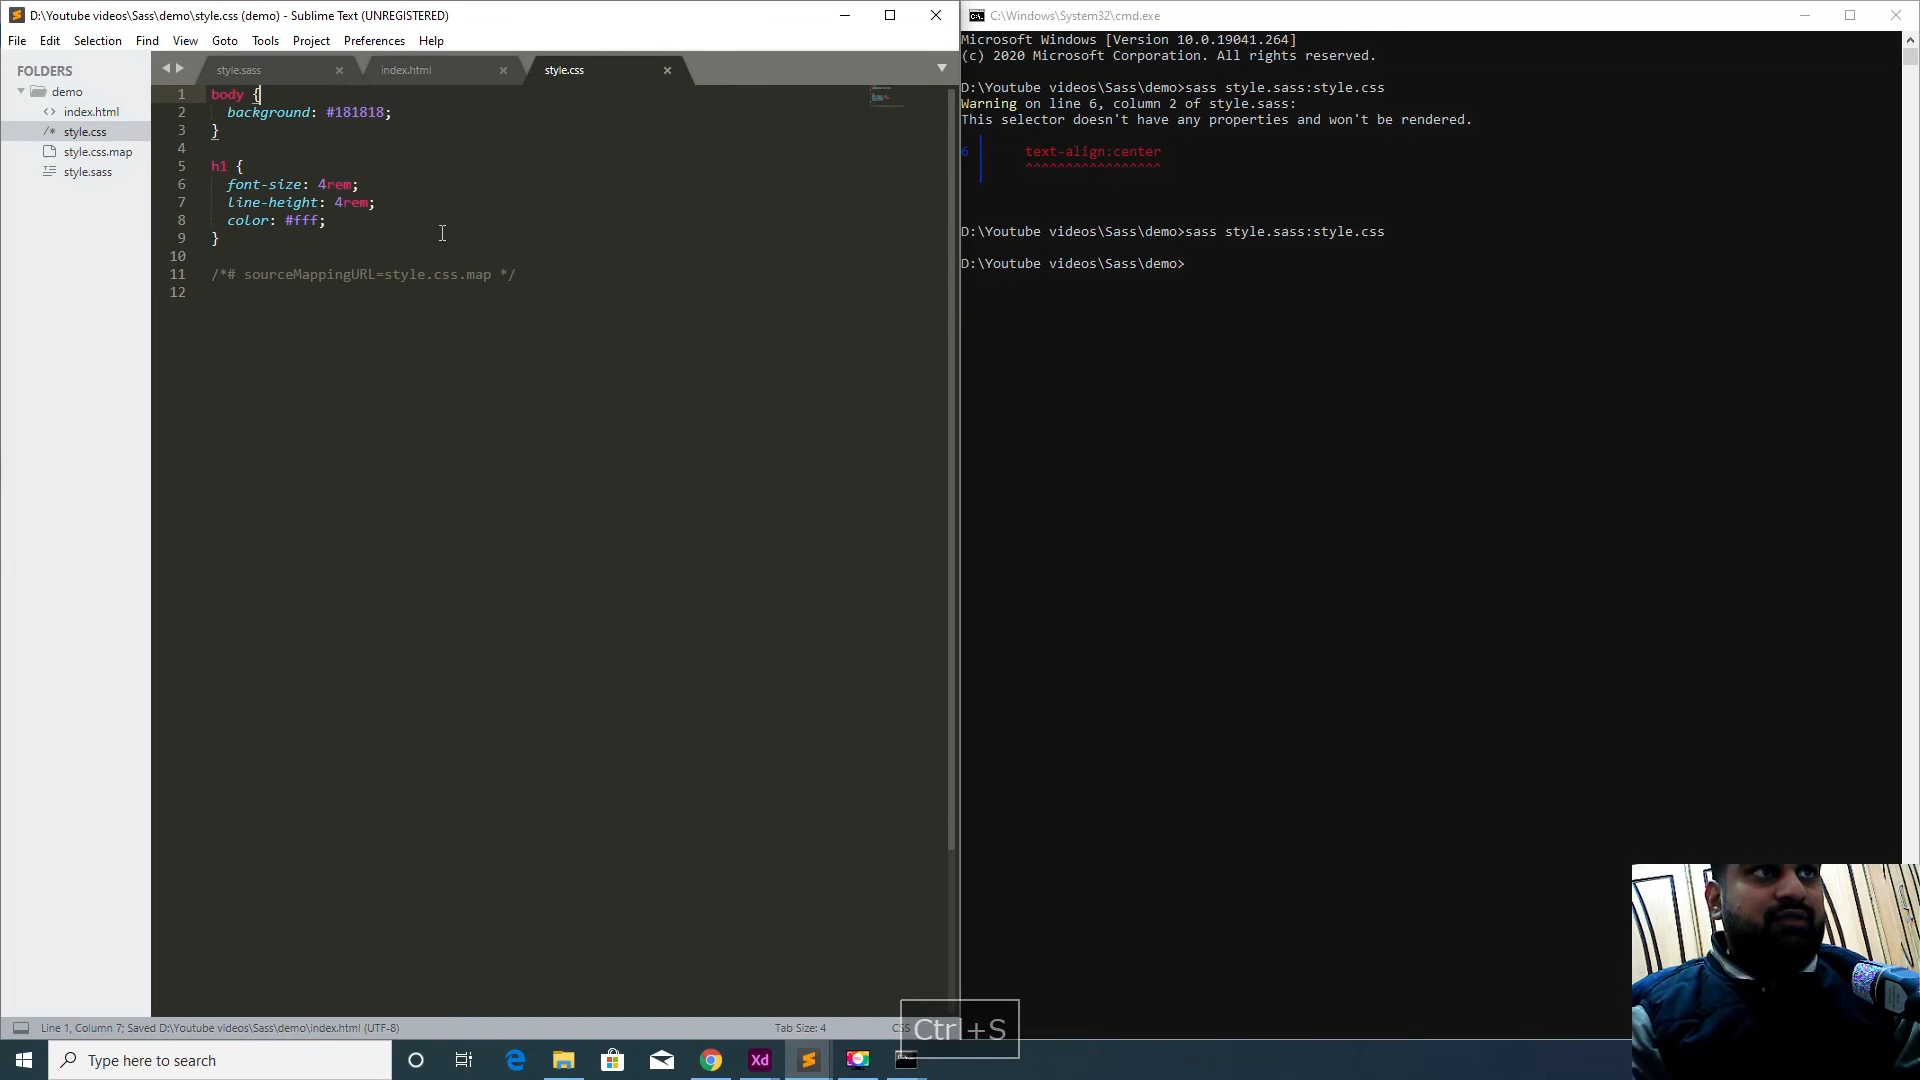 D:\Youtube videos\Sass\demo\style.css (demo) - Sublime Text (UNREGISTERED)
File Edit Selection Find View Goto Tools Project Preferences Help
FOLDERS
demo
index.html
style.css
style.css.map
style.sass
style.sass index.html style.css
1 body {
2 background: #181818;
3 }
4
5 h1 {
6 font-size: 4rem;
7 line-height: 4rem;
8 color: #fff;
9 }
10
11 /*# sourceMappingURL=style.css.map */
12
Line 1, Column 7; Saved D:\Youtube videos\Sass\demo\index.html (UTF-8)
Tab Size: 4
CSS
C:\Windows\System32\cmd.exe
Microsoft Windows [Version 10.0.19041.264]
(c) 2020 Microsoft Corporation. All rights reserved.
D:\Youtube videos\Sass\demo>sass style.sass:style.css
Warning on line 6, column 2 of style.sass:
This selector doesn't have any properties and won't be rendered.
6 text-align:center
^^^^^^^^^^^^^^^^^
D:\Youtube videos\Sass\demo>sass style.sass:style.css
D:\Youtube videos\Sass\demo>
Ctrl+S
Type here to search
Xd